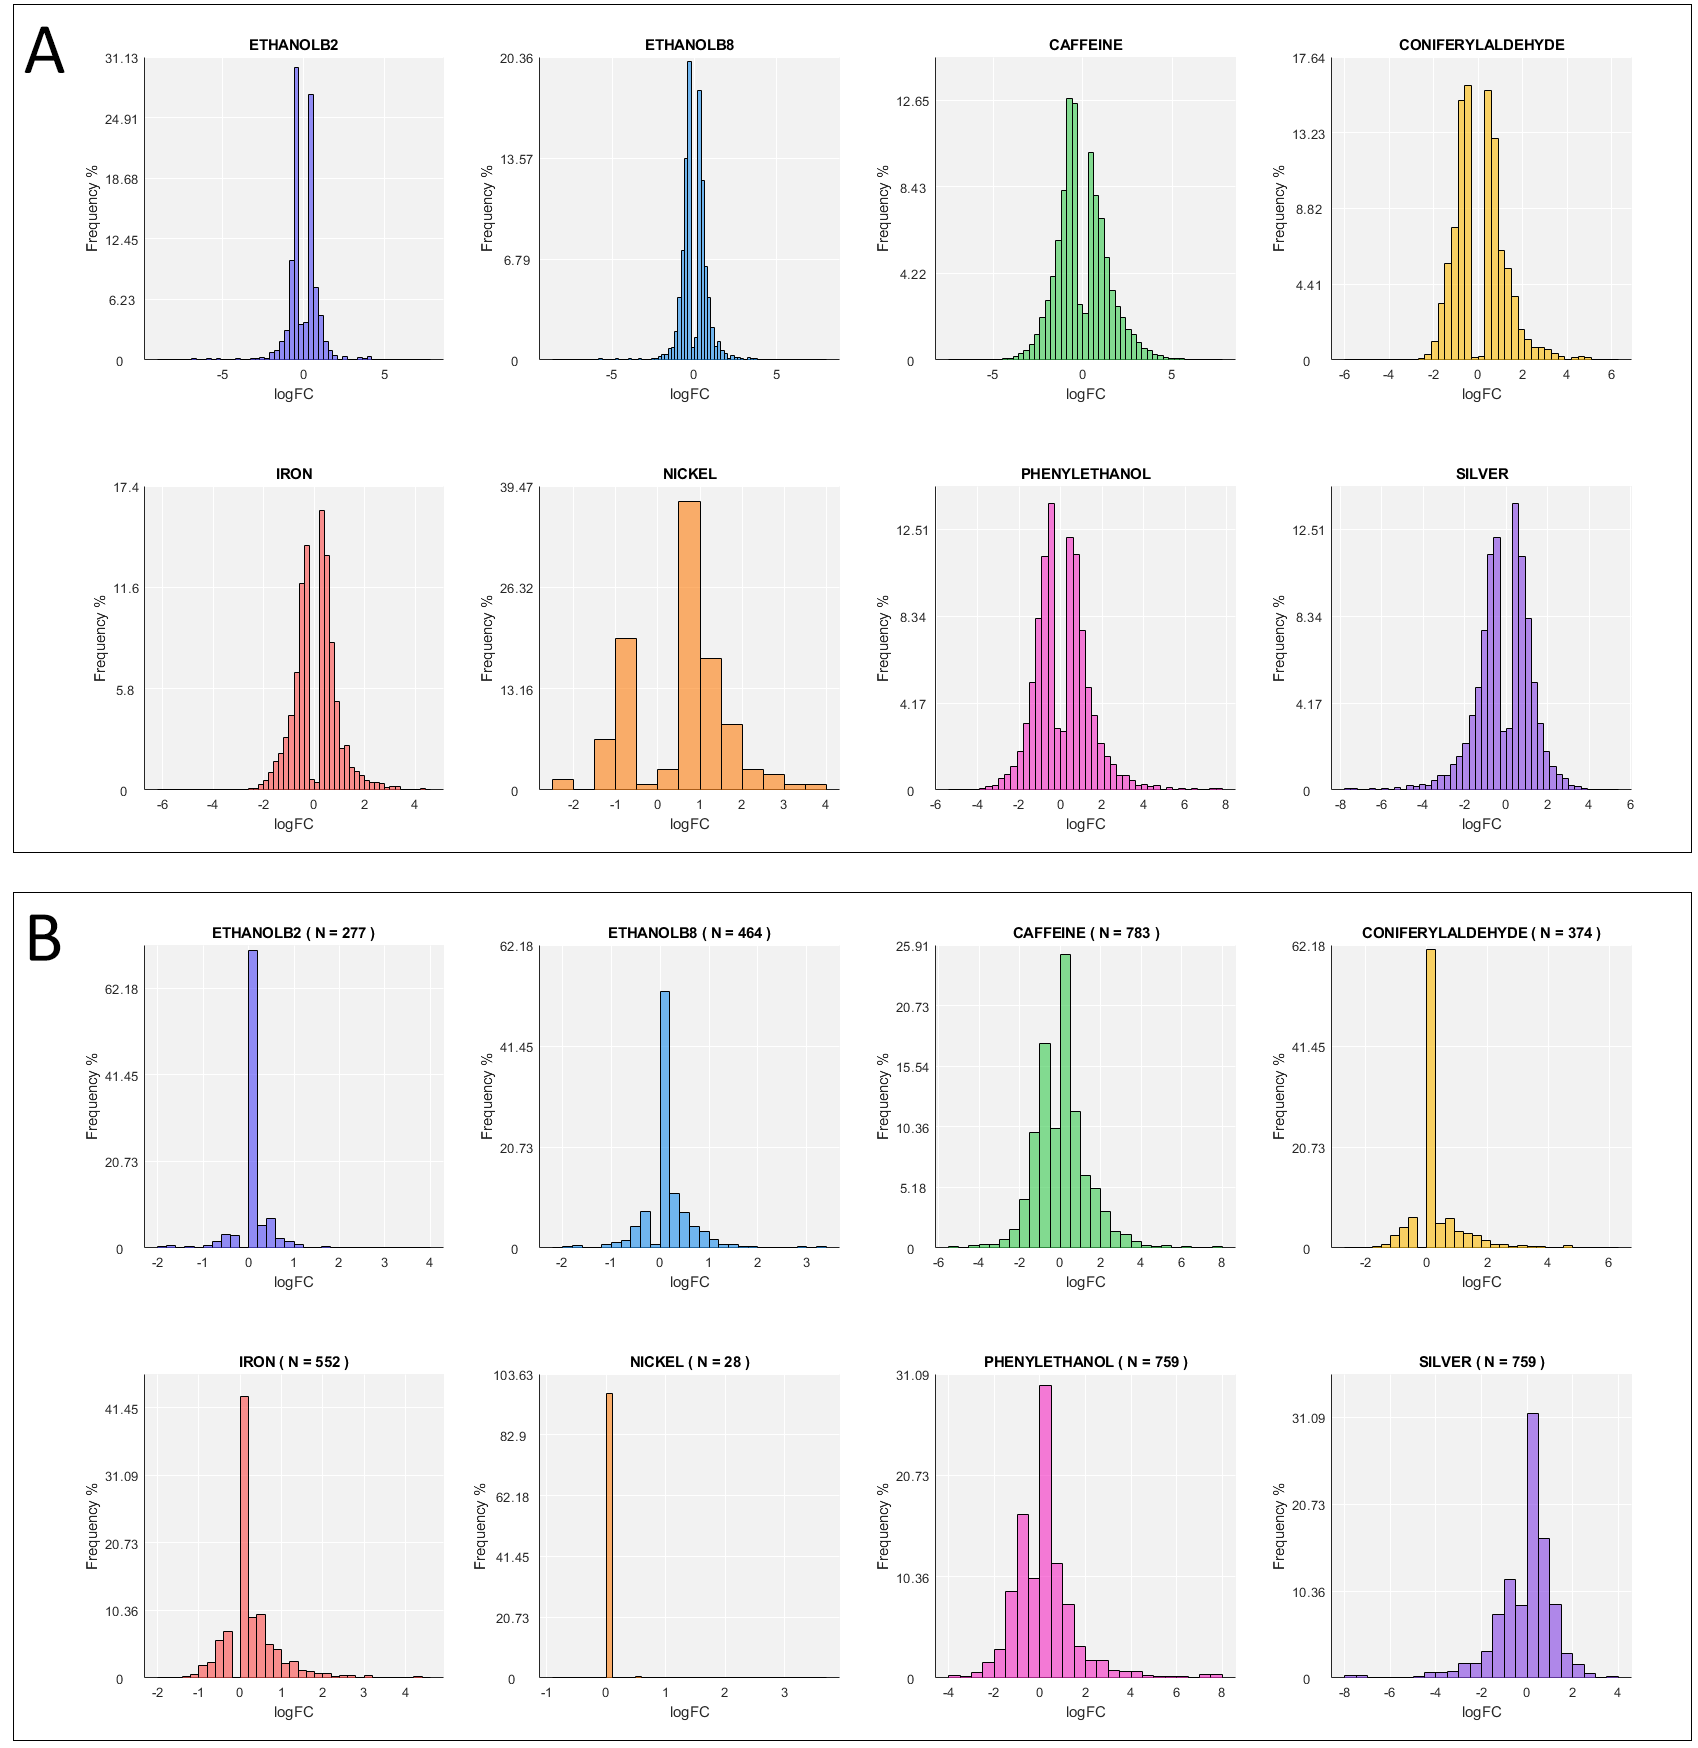 A
ETHANOLB2
31.13
24.91
18.68
12.45
6.23
0
-5 0 5
Frequency %
logFC
ETHANOLB8
20.36
13.57
6.79
0
-5 0 5
Frequency %
logFC
CAFFEINE
12.65
8.43
4.22
0
-5 0 5
Frequency %
logFC
CONIFERYLALDEHYDE
17.64
13.23
8.82
4.41
0
-6 -4 -2 0 2 4 6
Frequency %
logFC
IRON
17.4
11.6
5.8
0
-6 -4 -2 0 2 4
Frequency %
logFC
NICKEL
39.47
26.32
13.16
0
-2 -1 0 1 2 3 4
Frequency %
logFC
PHENYLETHANOL
12.51
8.34
4.17
0
-6 -4 -2 0 2 4 6 8
Frequency %
logFC
SILVER
12.51
8.34
4.17
0
-8 -6 -4 -2 0 2 4 6
Frequency %
logFC
B
ETHANOLB2 ( N = 277 )
62.18
41.45
20.73
0
-2 -1 0 1 2 3 4
Frequency %
logFC
ETHANOLB8 ( N = 464 )
62.18
41.45
20.73
0
-2 -1 0 1 2 3
Frequency %
logFC
CAFFEINE ( N = 783 )
25.91
20.73
15.54
10.36
5.18
0
-6 -4 -2 0 2 4 6 8
Frequency %
logFC
CONIFERYLALDEHYDE ( N = 374 )
62.18
41.45
20.73
0
-2 0 2 4 6
Frequency %
logFC
IRON ( N = 552 )
41.45
31.09
20.73
10.36
0
-2 -1 0 1 2 3 4
Frequency %
logFC
NICKEL ( N = 28 )
103.63
82.9
62.18
41.45
20.73
0
-1 0 1 2 3
Frequency %
logFC
PHENYLETHANOL ( N = 759 )
31.09
20.73
10.36
0
-4 -2 0 2 4 6 8
Frequency %
logFC
SILVER ( N = 759 )
31.09
20.73
10.36
0
-8 -6 -4 -2 0 2 4
Frequency %
logFC